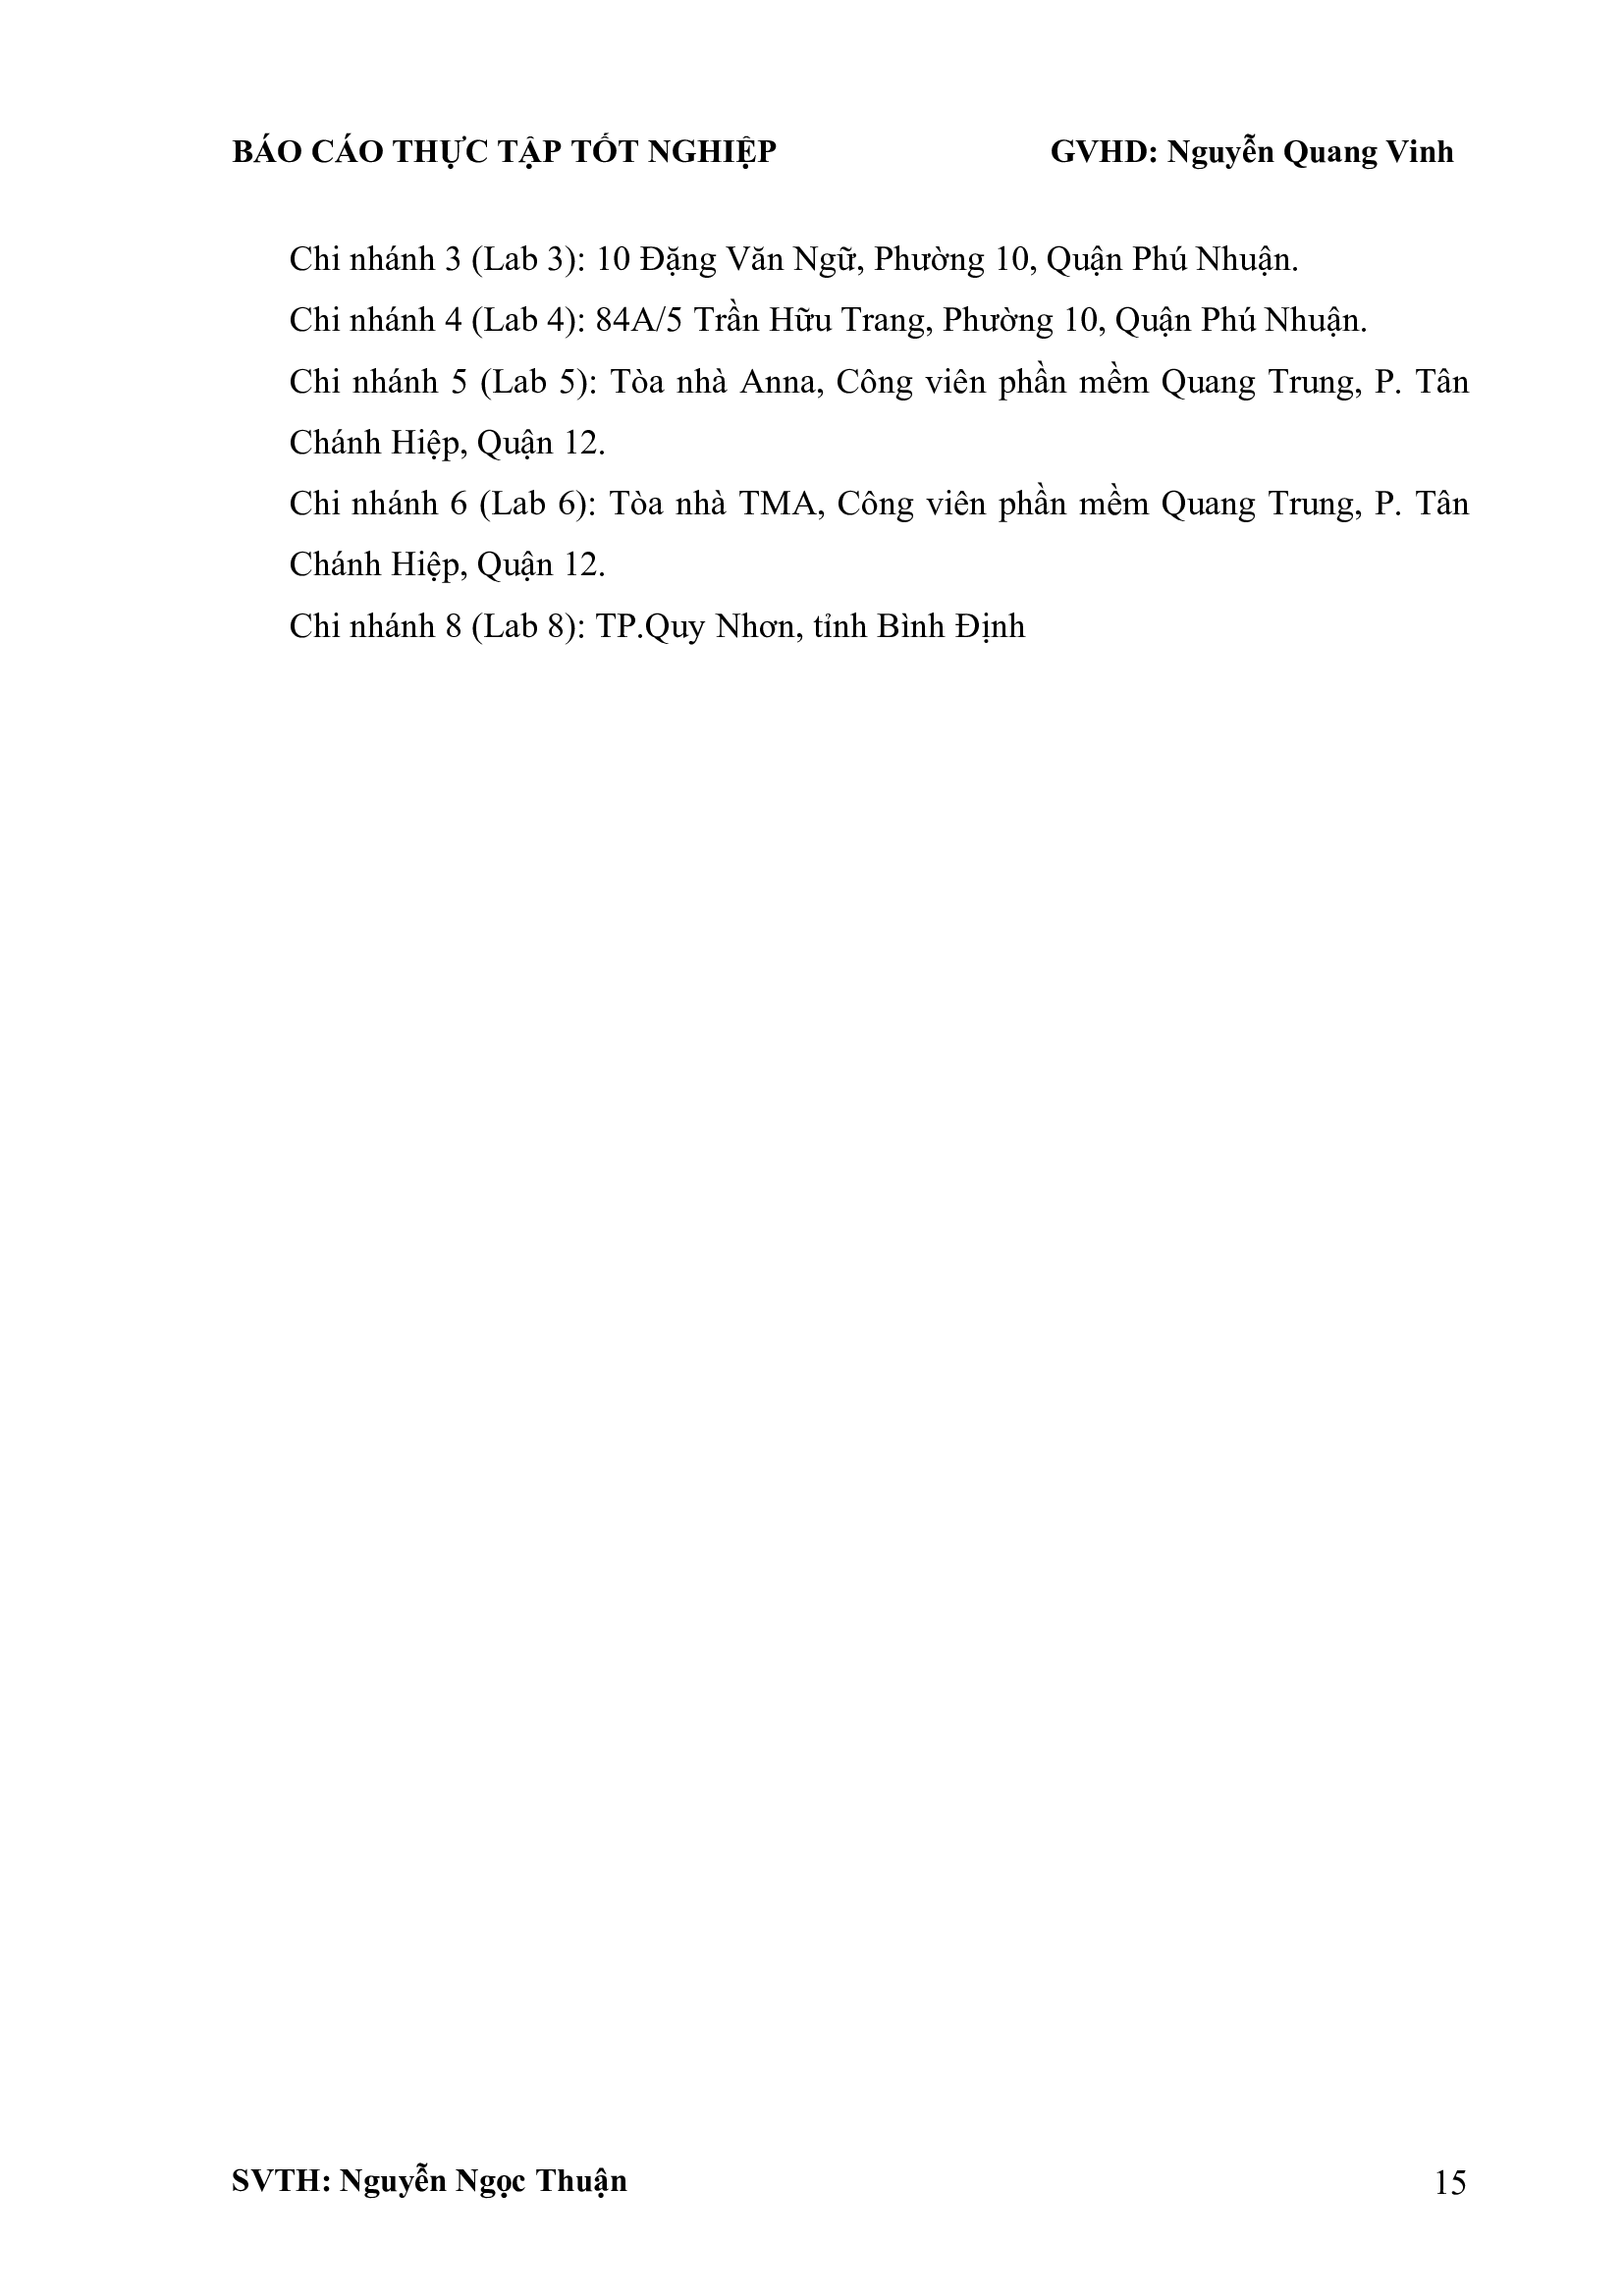 BÁO CÁO THỰC TẬP TỐT NGHIỆP GVHD: Nguyễn Quang Vinh
Chi nhánh 3 (Lab 3): 10 Đặng Văn Ngữ, Phường 10, Quận Phú Nhuận.
Chi nhánh 4 (Lab 4): 84A/5 Trần Hữu Trang, Phường 10, Quận Phú Nhuận.
Chi nhánh 5 (Lab 5): Tòa nhà Anna, Công viên phần mềm Quang Trung, P. Tân
Chánh Hiệp, Quận 12.
Chi nhánh 6 (Lab 6): Tòa nhà TMA, Công viên phần mềm Quang Trung, P. Tân
Chánh Hiệp, Quận 12.
Chi nhánh 8 (Lab 8): TP.Quy Nhơn, tỉnh Bình Định
SVTH: Nguyễn Ngọc Thuận 15